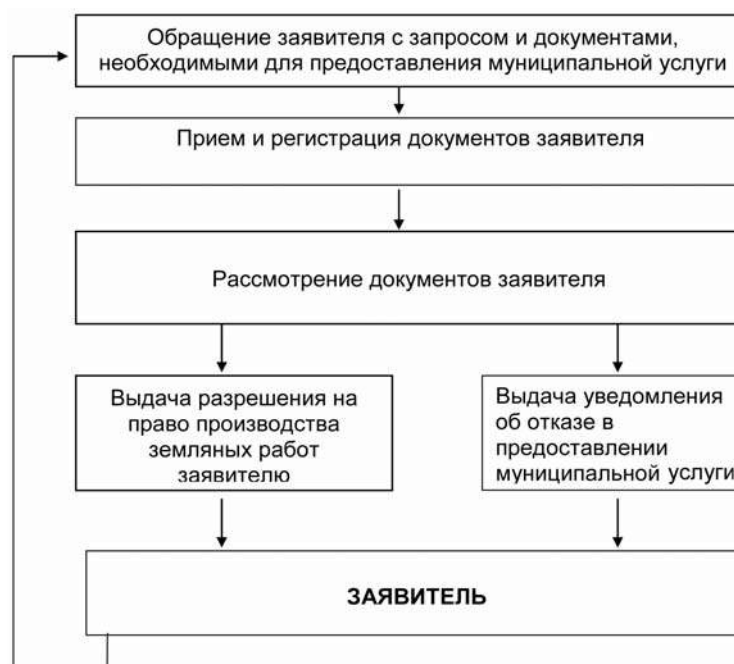 Обращение заявителя с запросом и документами,
необходимыми для предоставления муниципальной услуги
Прием и регистрация документов заявителя
Рассмотрение документов заявителя
Выдача разрешения на
право производства
земляных работ
заявителю
Выдача уведомления
об отказе в
предоставлении
муниципальной услуги
ЗАЯВИТЕЛЬ